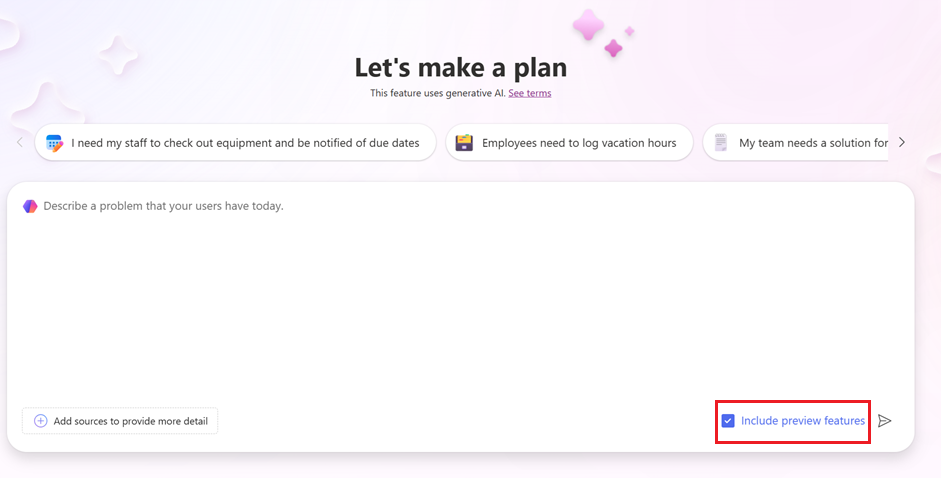 Let's make a plan
This feature uses generative AI. See terms
I need my staff to check out equipment and be notified of due dates
Employees need to log vacation hours
My team needs a solution for
Describe a problem that your users have today.
Add sources to provide more detail
Include preview features